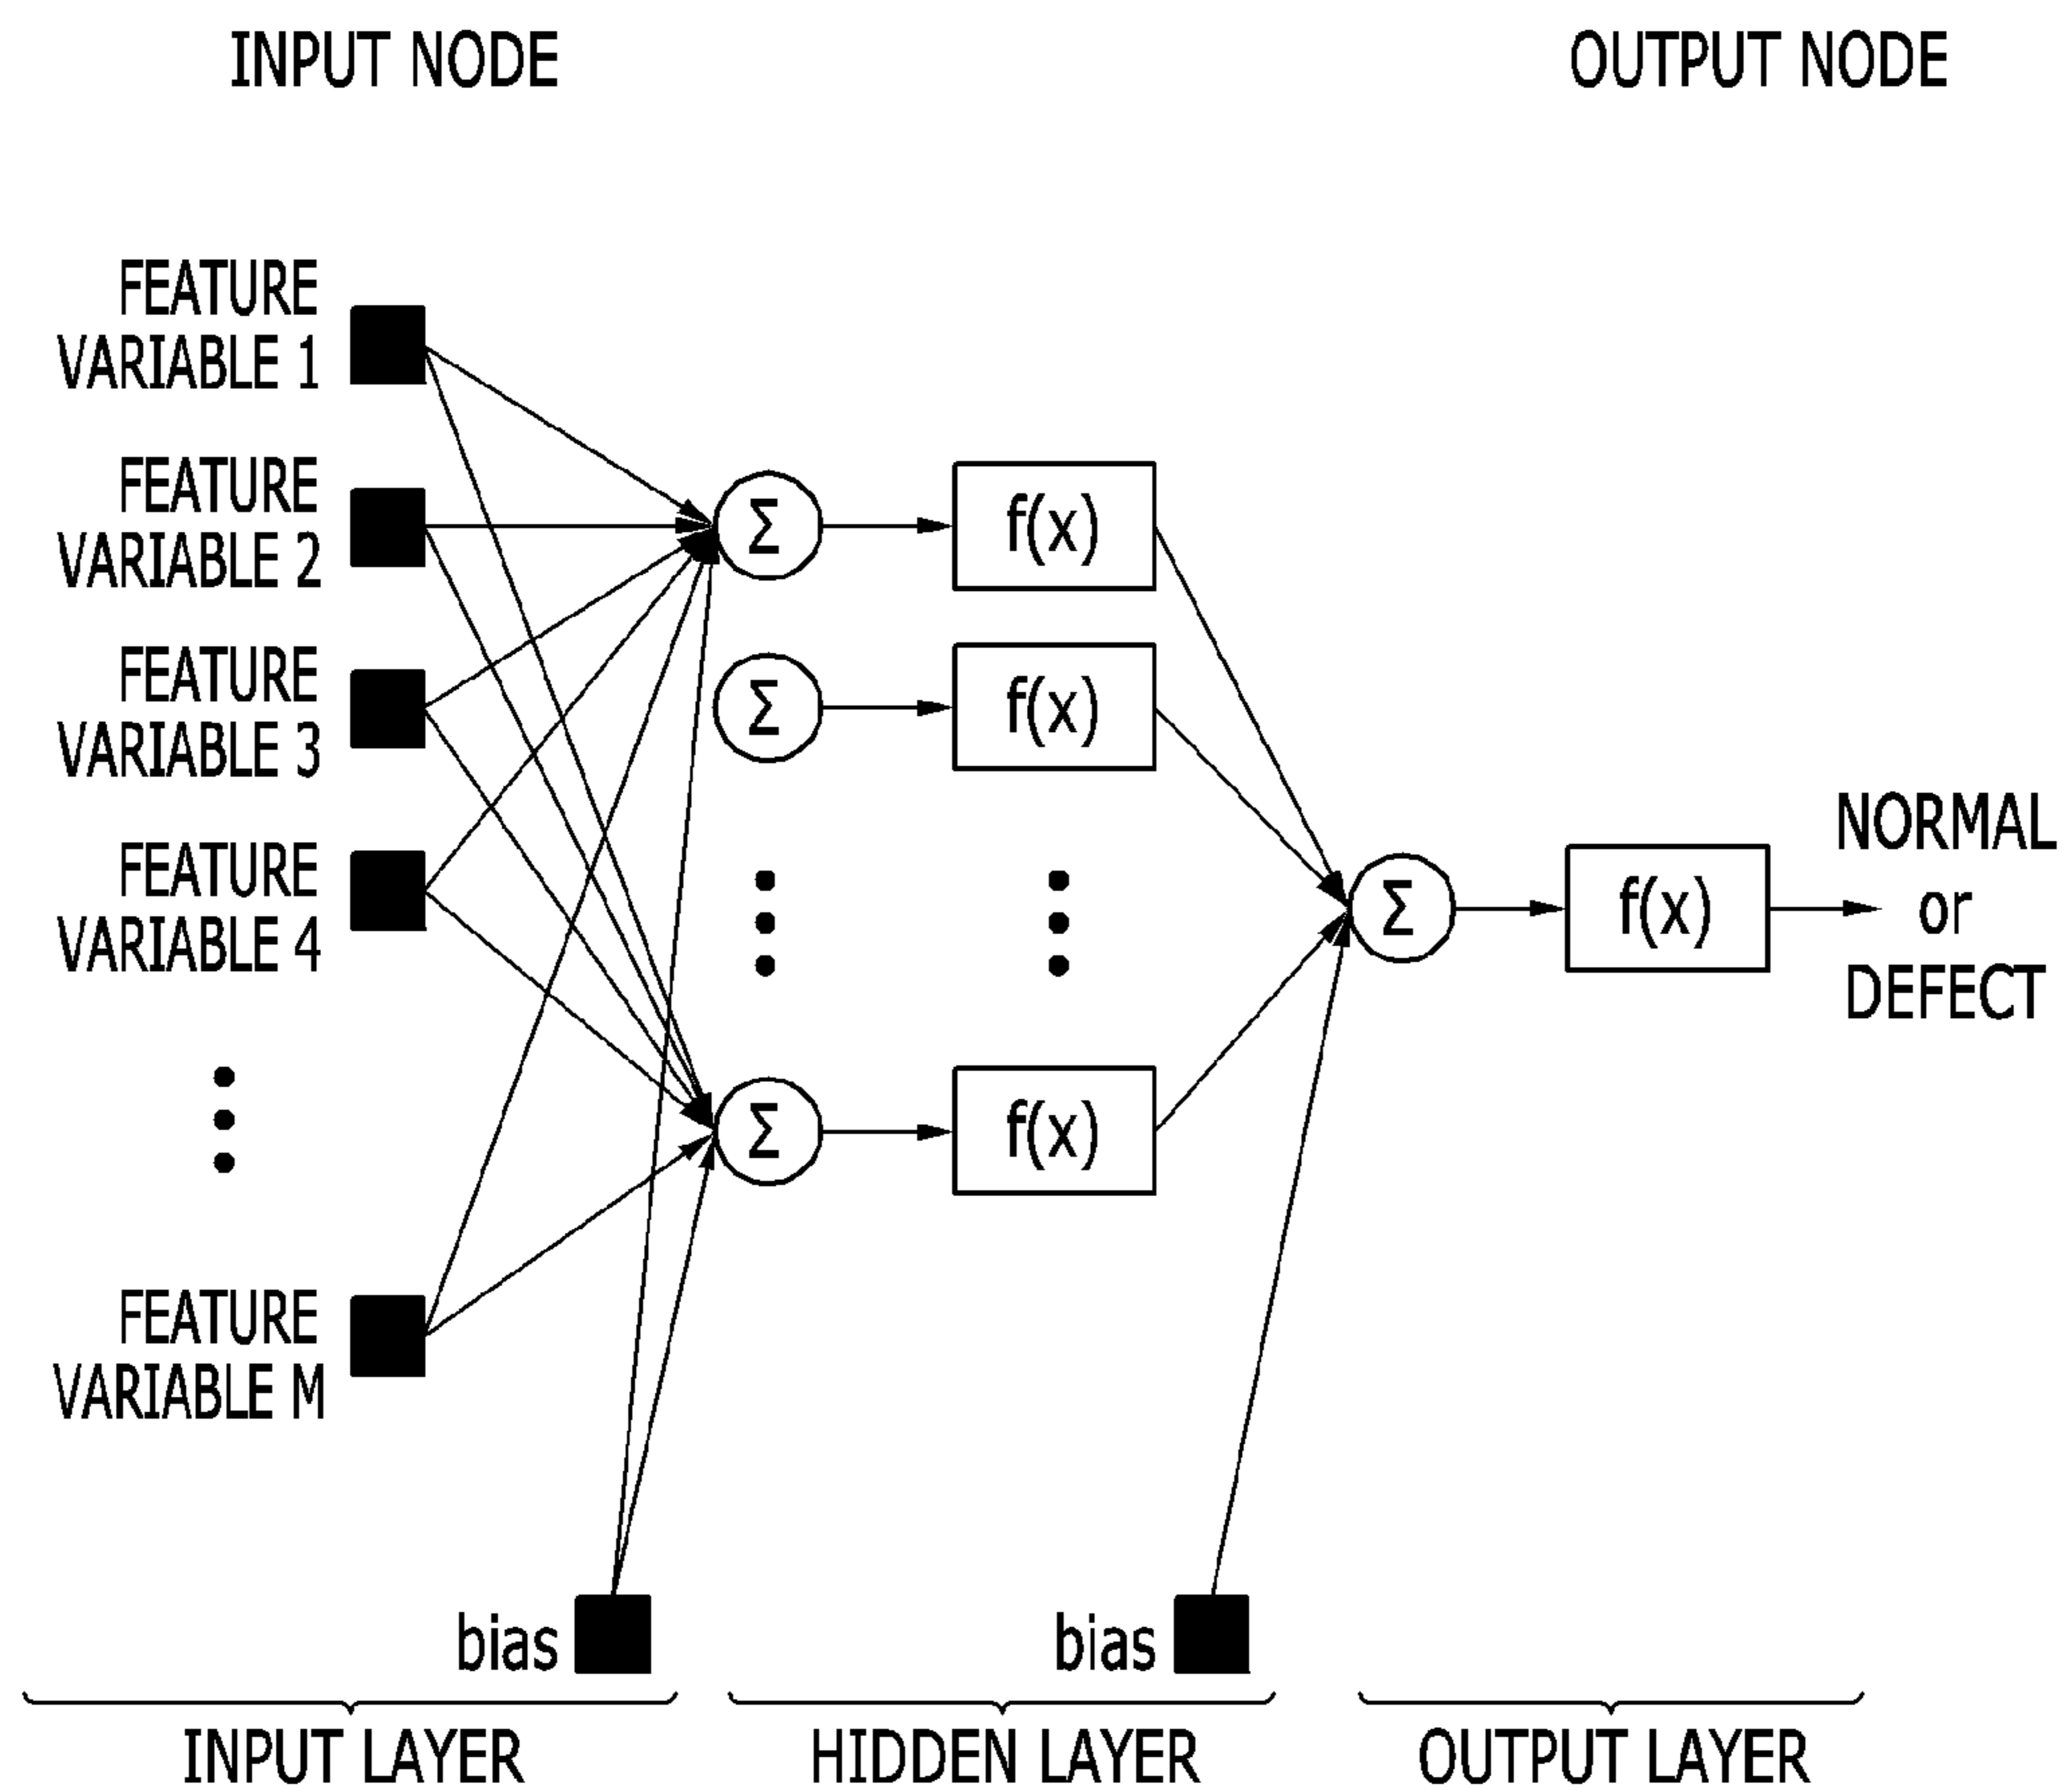 INPUT NODE
OUTPUT NODE
FEATURE
VARIABLE 1
FEATURE
VARIABLE 2
FEATURE
VARIABLE 3
FEATURE
VARIABLE 4
FEATURE
VARIABLE M
Σ
f(x)
Σ
f(x)
Σ
f(x)
Σ
f(x)
NORMAL
or
DEFECT
bias
bias
INPUT LAYER
HIDDEN LAYER
OUTPUT LAYER